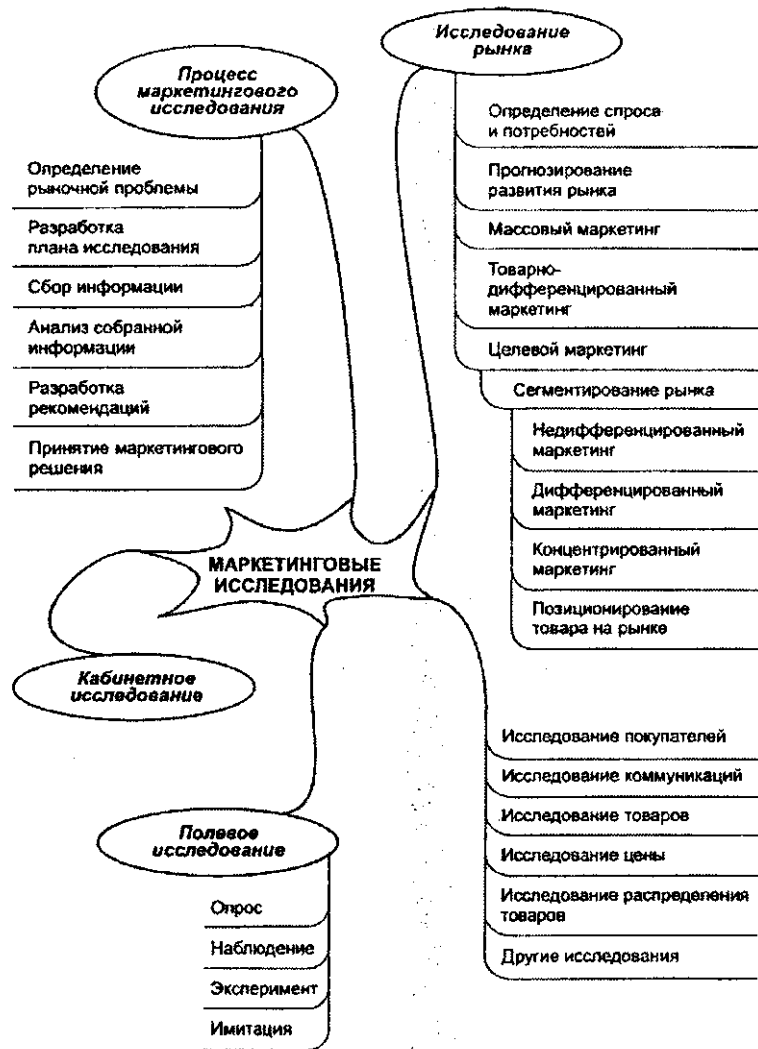 Процесс
маркетингового
исследования
Определение
рыночной проблемы
Разработка
плана исследования
Сбор информации
Анализ собранной
информации
Разработка
рекомендаций
Принятие маркетингового
решения
Исследование
рынка
Определение спроса
и потребностей
Прогнозирование
развития рынка
Массовый маркетинг
Товарно-
дифференцированный
маркетинг
Целевой маркетинг
Сегментирование рынка
Недифференцированный
маркетинг
Дифференцированный
маркетинг
Концентрированный
маркетинг
Позиционирование
товара на рынке
МАРКЕТИНГОВЫЕ
ИССЛЕДОВАНИЯ
Кабинетное
исследование
Полевое
исследование
Опрос
Наблюдение
Эксперимент
Имитация
Исследование покупателей
Исследование коммуникаций
Исследование товаров
Исследование цены
Исследование распределения
товаров
Другие исследования